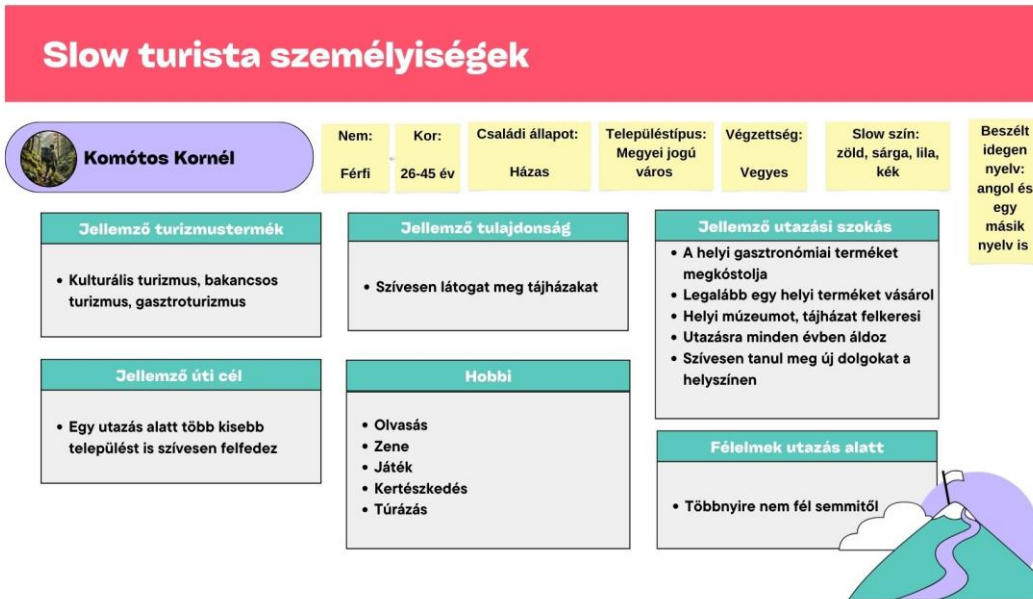 Slow turista személyiségek
Komótos Kornél
Nem:
Férfi
Kor:
26-45 év
Családi állapot:
Házas
Településtípus:
Megyei jogú
város
Végzettség:
Vegyes
Slow szín:
zöld, sárga, lila,
kék
Beszélt
idegen
nyelv:
angol és
egy
másik
nyelv is
Jellemző turizmustermék
• Kulturális turizmus, bakancsos
turizmus, gasztroturizmus
Jellemző tulajdonság
• Szívesen látogat meg tájházakat
Jellemző utazási szokás
• A helyi gasztronómiai terméket
megkóstolja
• Legalább egy helyi terméket vásárol
• Helyi múzeumot, tájházat felkeresi
• Utazásra minden évben áldoz
• Szívesen tanul meg új dolgokat a
helyszínen
Jellemző úti cél
• Egy utazás alatt több kisebb
települést is szívesen felfedez
Hobbi
• Olvasás
• Zene
• Játék
• Kertészkedés
• Túrázás
Félelmek utazás alatt
• Többnyire nem fél semmitől